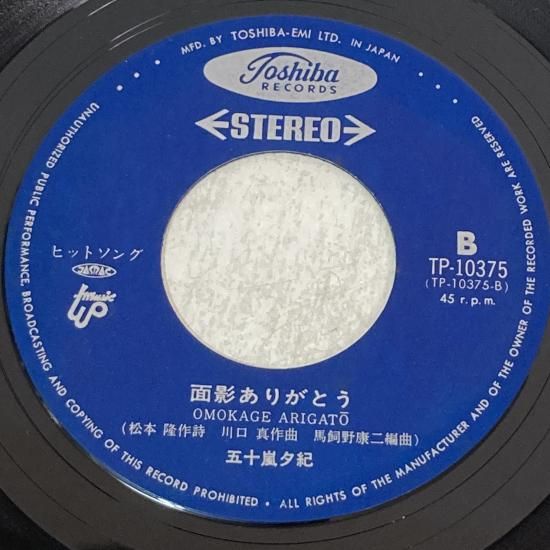 MFD. BY TOSHIBA-EMI LTD. IN JAPAN
Toshiba
RECORDS
STEREO
ヒットソング
JASRAC
music
UP
B
TP-10375
(TP-10375-B)
45 r.p.m.
面影ありがとう
OMOKAGE ARIGATŌ
(松本 隆作詩 川口 真作曲 馬飼野康二編曲)
五十嵐夕紀
UNAUTHORIZED PUBLIC PERFORMANCE, BROADCASTING AND COPYING OF THIS RECORD PROHIBITED • ALL RIGHTS OF THE MANUFACTURER AND OF THE OWNER OF THE RECORDED WORK ARE RESERVED